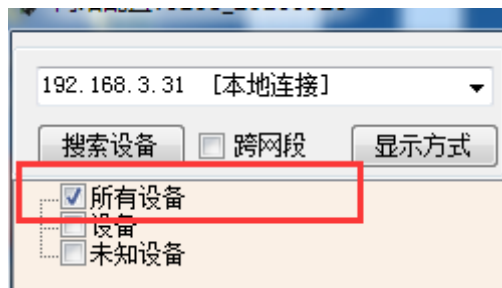 192.168.3.31 [本地连接]
搜索设备 跨网段 显示方式
所有设备
设备
未知设备